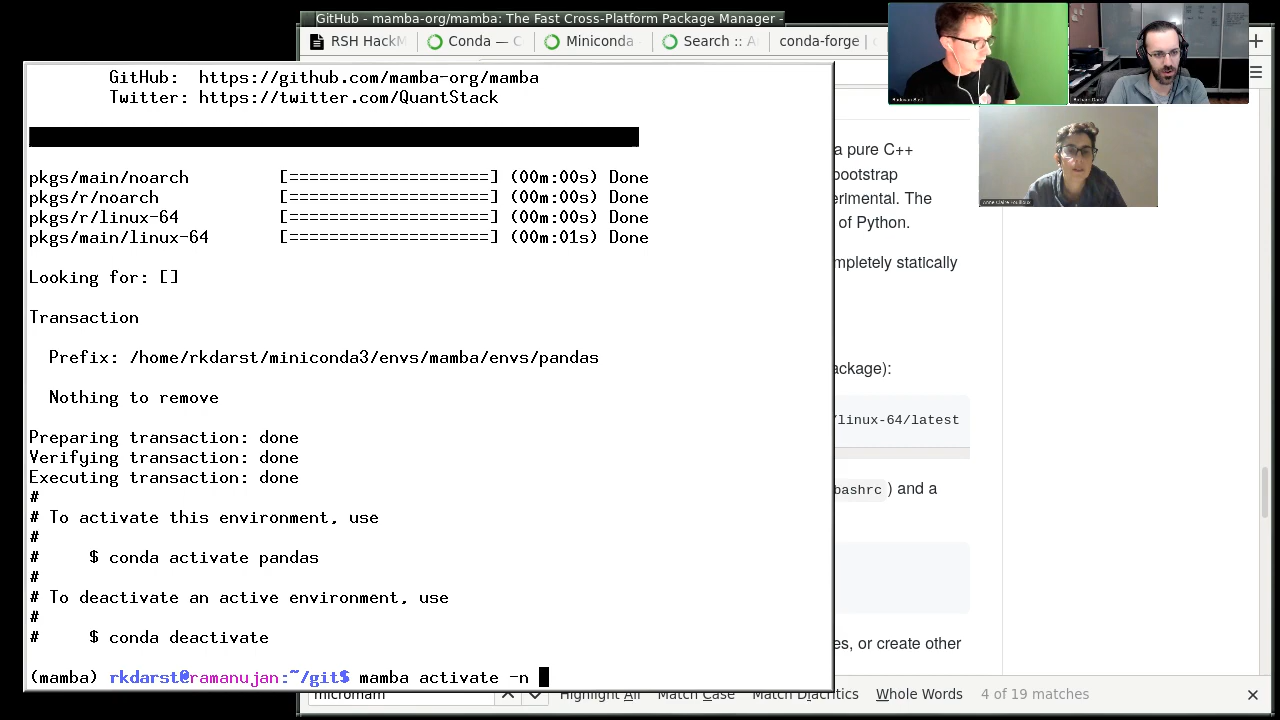 GitHub - mamba-org/mamba: The Fast Cross-Platform Package Manager -
RSH HackM
Conda — C
Miniconda
Search :: A
conda-forge |
GitHub:  https://github.com/mamba-org/mamba
Twitter: https://twitter.com/QuantStack
pkgs/main/noarch         [====================] (00m:00s) Done
pkgs/r/noarch            [====================] (00m:00s) Done
pkgs/r/linux-64          [====================] (00m:00s) Done
pkgs/main/linux-64       [====================] (00m:01s) Done
Looking for: []
Transaction
Prefix: /home/rkdarst/miniconda3/envs/mamba/envs/pandas
Nothing to remove
Preparing transaction: done
Verifying transaction: done
Executing transaction: done
#
# To activate this environment, use
#
#     $ conda activate pandas
#
# To deactivate an active environment, use
#
#     $ conda deactivate
(mamba) rkdarst@ramanujan:~/git$ mamba activate -n
a pure C++
bootstrap
erimental. The
of Python.
mpletely statically
ackage):
/linux-64/latest
bashrc ) and a
es, or create other
Highlight All
Match Case
Match Diacritics
Whole Words
4 of 19 matches